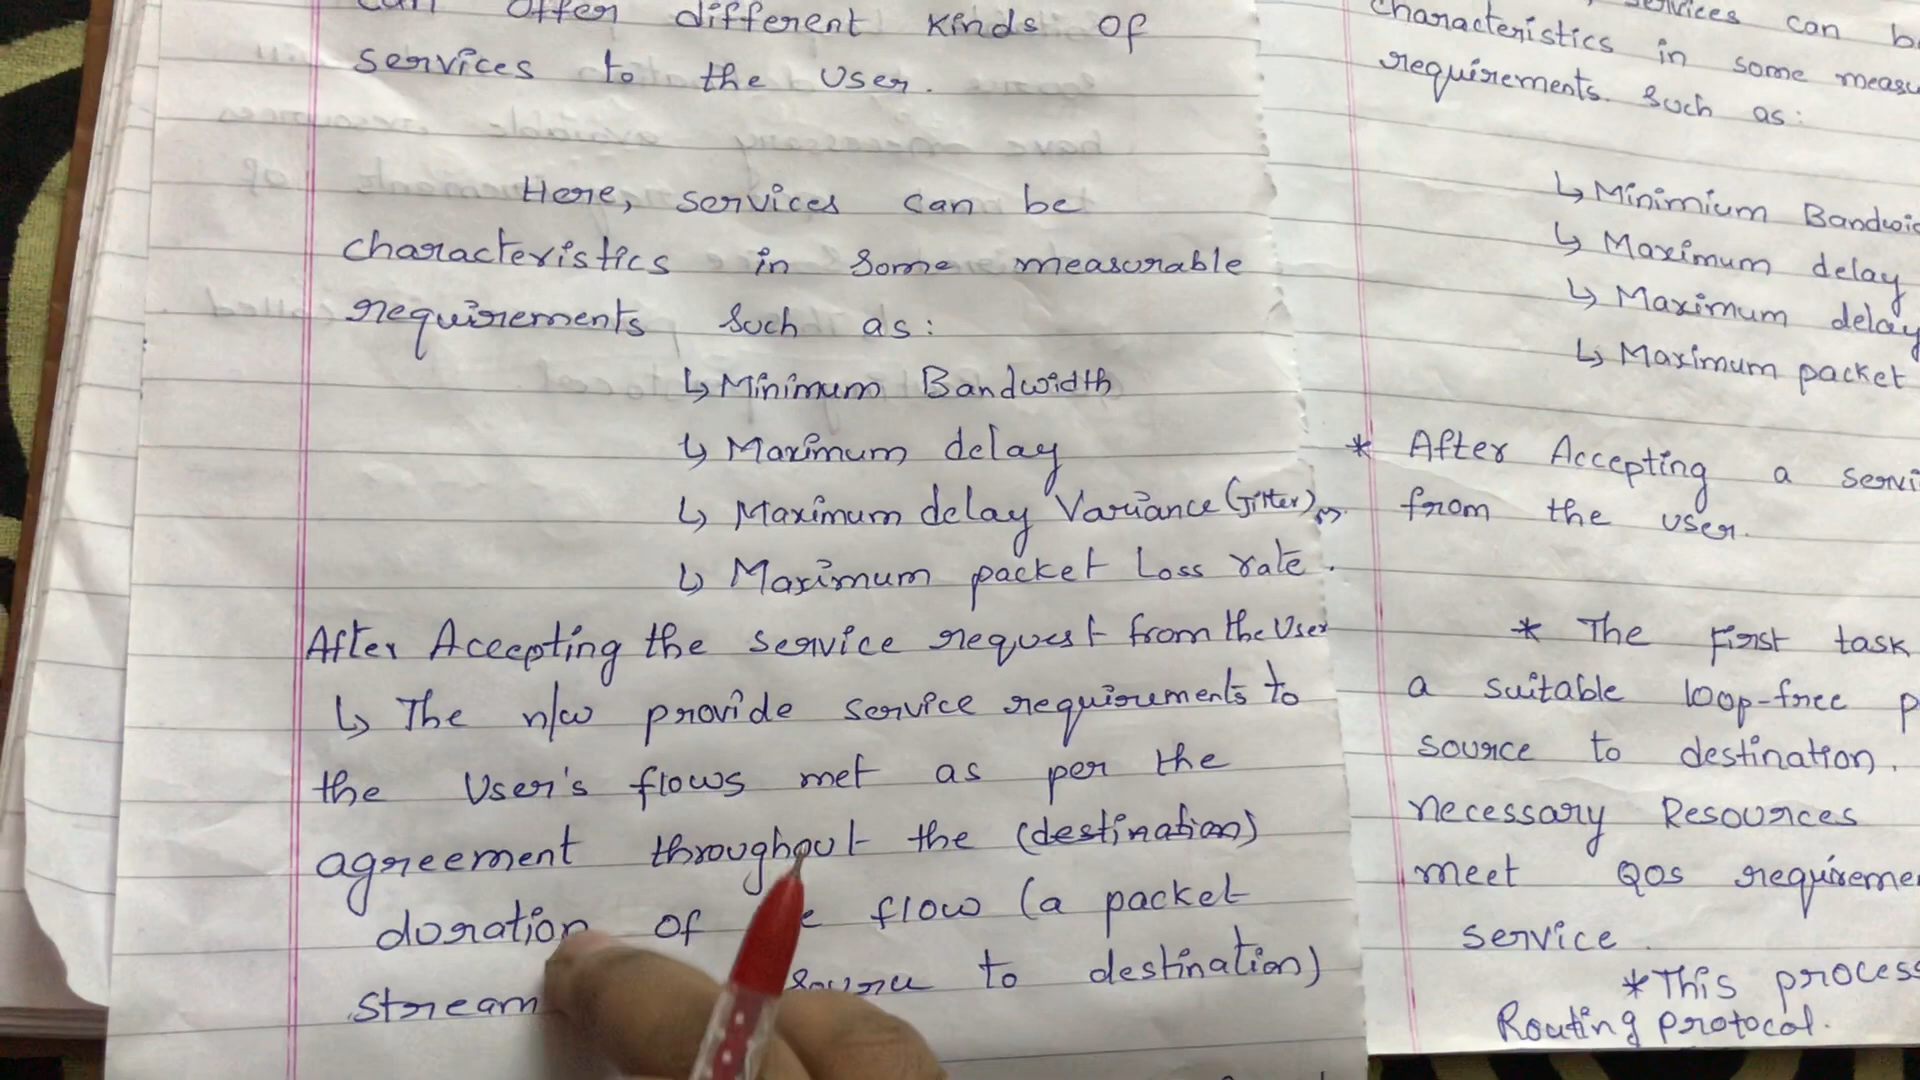 can offer different kinds of
services to the User.
Here, services can be
characteristics in some measurable
requirements such as:
↳ Minimum Bandwidth
↳ Maximum delay
↳ Maximum delay Variance (Jitter)
↳ Maximum packet Loss rate.
After Accepting the service request from the User
↳ The n/w provide service requirements to
the User's flows met as per the
agreement throughout the (destination)
duration of flow (a packet
stream to destination)
services can
characteristics in some
requirements. such as:
↳ Minimium
↳ Maximum delay
↳ Maximum delay
↳ Maximum packet
* After Accepting a
from the user.
* The first task
a suitable loop-free
source to destination.
necessary Resources
meet QOS
service.
* This
Routing protocol.